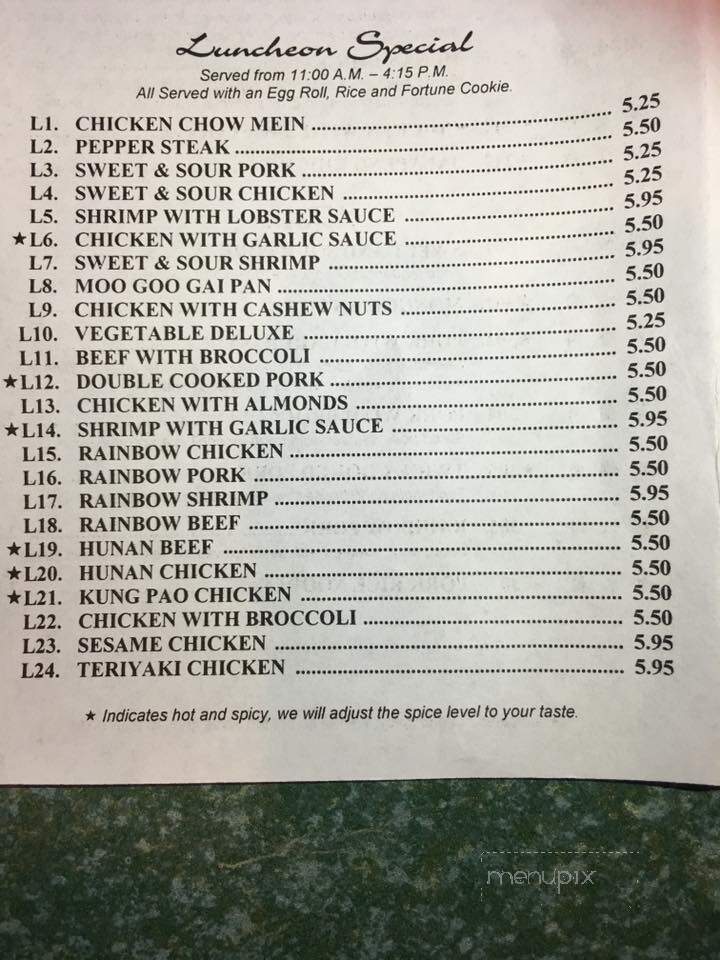 Luncheon Special
Served from 11:00 A.M. – 4:15 P.M.
All Served with an Egg Roll, Rice and Fortune Cookie.
L1. CHICKEN CHOW MEIN 5.25
L2. PEPPER STEAK 5.50
L3. SWEET & SOUR PORK 5.25
L4. SWEET & SOUR CHICKEN 5.25
L5. SHRIMP WITH LOBSTER SAUCE 5.95
★L6. CHICKEN WITH GARLIC SAUCE 5.50
L7. SWEET & SOUR SHRIMP 5.95
L8. MOO GOO GAI PAN 5.50
L9. CHICKEN WITH CASHEW NUTS 5.50
L10. VEGETABLE DELUXE 5.25
L11. BEEF WITH BROCCOLI 5.50
★L12. DOUBLE COOKED PORK 5.50
L13. CHICKEN WITH ALMONDS 5.50
★L14. SHRIMP WITH GARLIC SAUCE 5.95
L15. RAINBOW CHICKEN 5.50
L16. RAINBOW PORK 5.50
L17. RAINBOW SHRIMP 5.95
L18. RAINBOW BEEF 5.50
★L19. HUNAN BEEF 5.50
★L20. HUNAN CHICKEN 5.50
★L21. KUNG PAO CHICKEN 5.50
L22. CHICKEN WITH BROCCOLI 5.50
L23. SESAME CHICKEN 5.95
L24. TERIYAKI CHICKEN 5.95
★ Indicates hot and spicy, we will adjust the spice level to your taste.
menupix